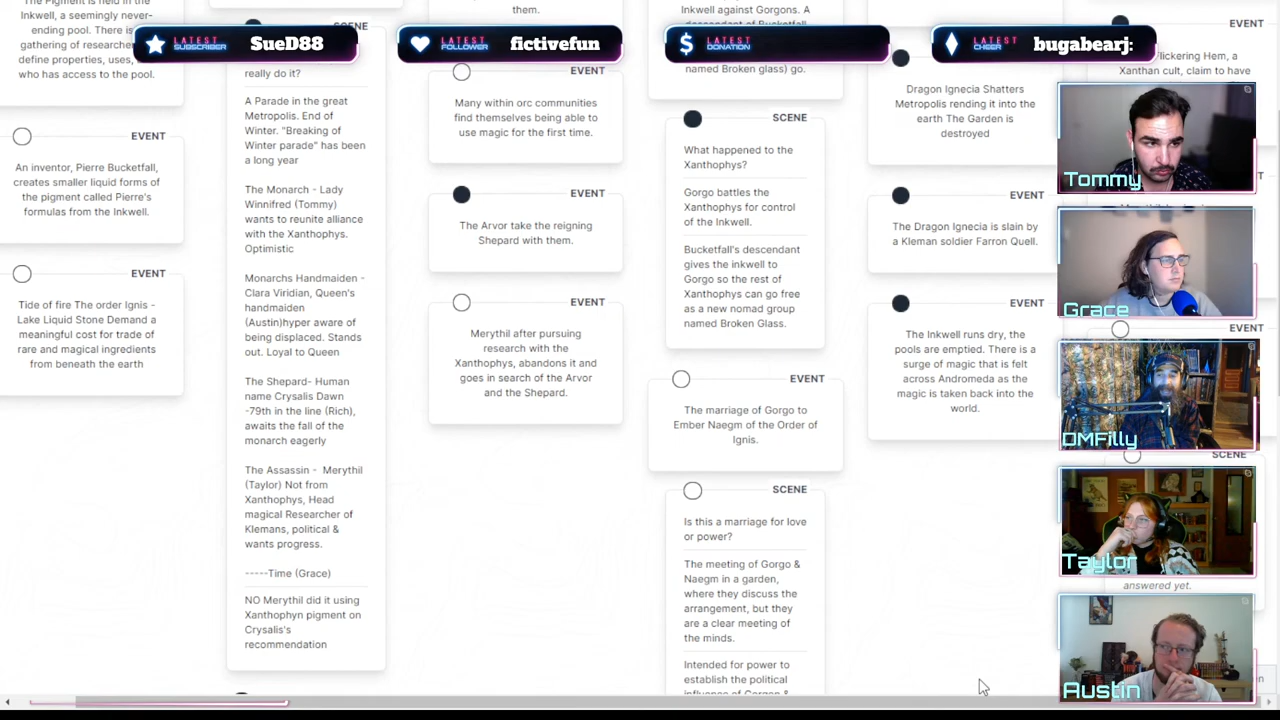 The Pigment is held in the
Inkwell, a seemingly never-
ending pool. There is
gathering of researcher
define properties, uses,
who has access to the pool.
EVENT
An inventor, Pierre Bucketfall,
creates smaller liquid forms of
the pigment called Pierre's
formulas from the Inkwell.
EVENT
Tide of fire The order Ignis -
Lake Liquid Stone Demand a
meaningful cost for trade of
rare and magical ingredients
from beneath the earth
SCENE
LATEST
SUBSCRIBER
SueD88
really do it?
A Parade in the great
Metropolis. End of
Winter. "Breaking of
Winter parade" has been
a long year
The Monarch - Lady
Winnifred (Tommy)
wants to reunite alliance
with the Xanthophys.
Optimistic
Monarchs Handmaiden -
Clara Viridian, Queen's
handmaiden
(Austin)hyper aware of
being displaced. Stands
out. Loyal to Queen
The Shepard- Human
name Crysalis Dawn
-79th in the line (Rich),
awaits the fall of the
monarch eagerly
The Assassin - Merythil
(Taylor) Not from
Xanthophys, Head
magical Researcher of
Klemans, political &
wants progress.
-----Time (Grace)
NO Merythil did it using
Xanthophyn pigment on
Crysalis's
recommendation
them.
LATEST
FOLLOWER
fictivefun
EVENT
Many within orc communities
find themselves being able to
use magic for the first time.
EVENT
The Arvor take the reigning
Shepard with them.
EVENT
Merythil after pursuing
research with the
Xanthophys, abandons it and
goes in search of the Arvor
and the Shepard.
Inkwell against Gorgons. A
LATEST
DONATION
named Broken glass) go.
SCENE
What happened to the
Xanthophys?
Gorgo battles the
Xanthophys for control
of the Inkwell.
Bucketfall's descendant
gives the inkwell to
Gorgo so the rest of
Xanthophys can go free
as a new nomad group
named Broken Glass.
EVENT
The marriage of Gorgo to
Ember Naegm of the Order of
Ignis.
SCENE
Is this a marriage for love
or power?
The meeting of Gorgo &
Naegm in a garden,
where they discuss the
arrangement, but they
are a clear meeting of
the minds.
Intended for power to
establish the political
LATEST
CHEER
bugabearj:
Dragon Ignecia Shatters
Metropolis rending it into the
earth The Garden is
destroyed
EVENT
The Dragon Ignecia is slain by
a Kleman soldier Farron Quell.
EVENT
The Inkwell runs dry, the
pools are emptied. There is a
surge of magic that is felt
across Andromeda as the
magic is taken back into the
world.
EVENT
lickering Hem, a
Xanthan cult, claim to have
Tommy
Grace
EVENT
DMFilly
SCENE
Taylor
answered yet.
Austin